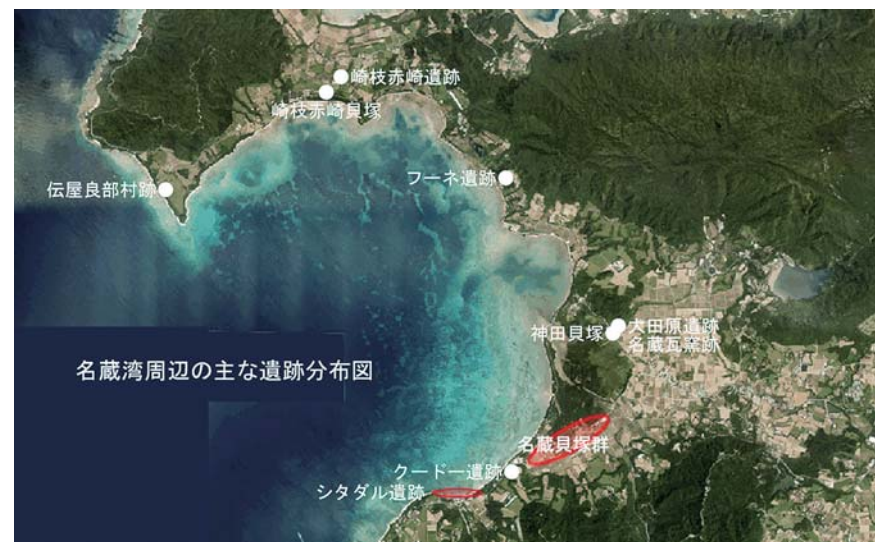 崎枝赤崎遺跡
崎枝赤崎貝塚
伝屋良部村跡
フーネ遺跡
神田貝塚
大田原遺跡
名蔵瓦窯跡
名蔵湾周辺の主な遺跡分布図
名蔵貝塚群
クードー遺跡
シタダル遺跡